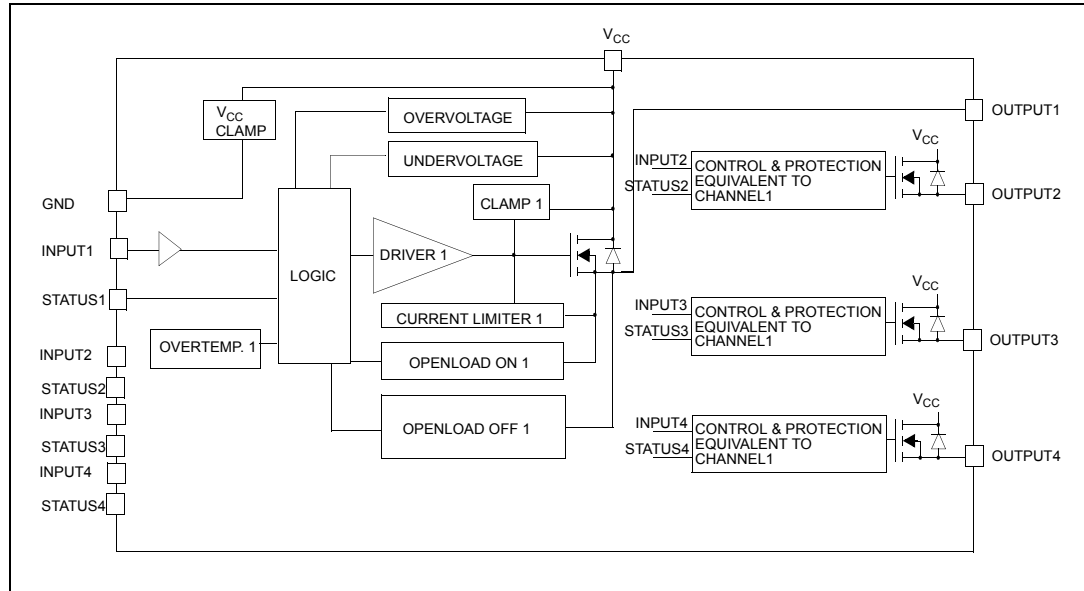 VCC
VCC
CLAMP
OVERVOLTAGE
UNDERVOLTAGE
CLAMP 1
GND
INPUT1
STATUS1
INPUT2
STATUS2
INPUT3
STATUS3
INPUT4
STATUS4
LOGIC
DRIVER 1
OVERTEMP. 1
CURRENT LIMITER 1
OPENLOAD ON 1
OPENLOAD OFF 1
OUTPUT1
INPUT2
STATUS2
CONTROL & PROTECTION
EQUIVALENT TO
CHANNEL1
VCC
OUTPUT2
INPUT3
STATUS3
CONTROL & PROTECTION
EQUIVALENT TO
CHANNEL1
VCC
OUTPUT3
INPUT4
STATUS4
CONTROL & PROTECTION
EQUIVALENT TO
CHANNEL1
VCC
OUTPUT4